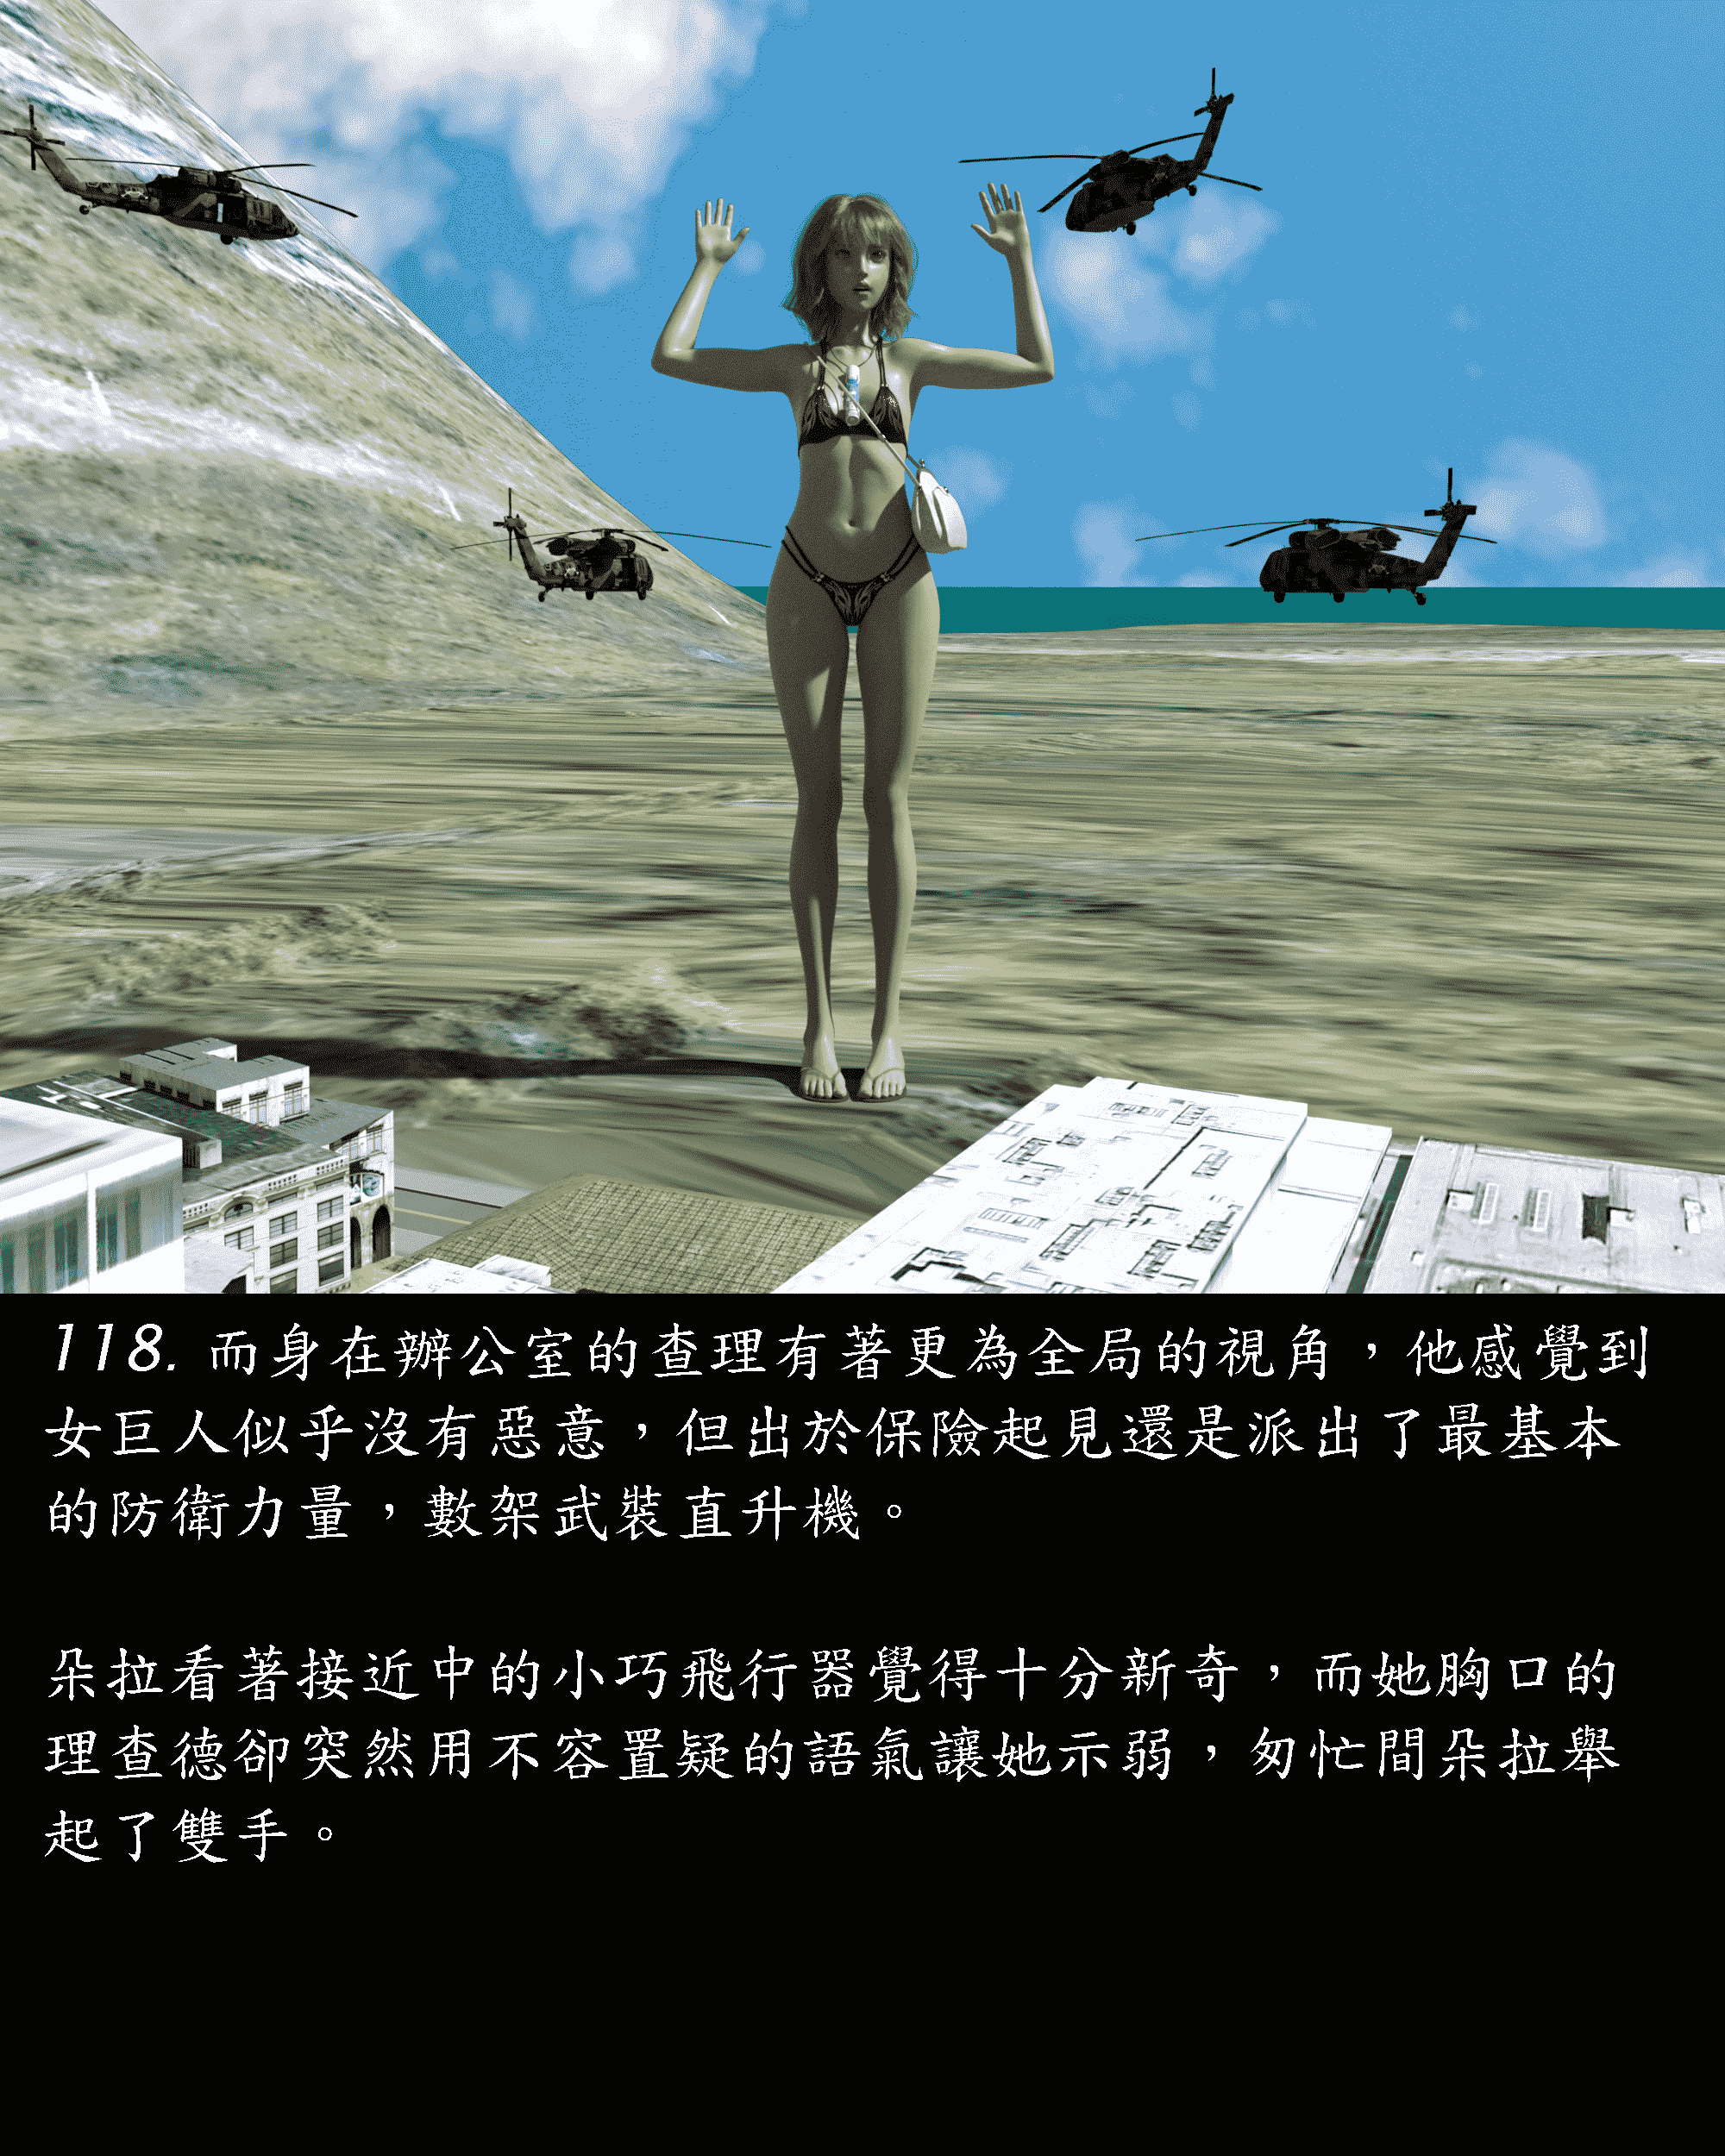 118. 而身在辦公室的查理有著更為全局的視角，他感覺到
女巨人似乎沒有惡意，但出於保險起見還是派出了最基本
的防衛力量，數架武裝直升機。
朵拉看著接近中的小巧飛行器覺得十分新奇，而她胸口的
理查德卻突然用不容置疑的語氣讓她示弱，匆忙間朵拉舉
起了雙手。